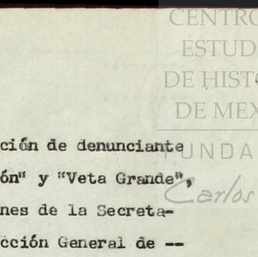 CENTRO
ESTUD
DE HISTO
DE MEX
FUNDA
Carlos
ción de denunciante
ón" y "Veta Grande",
nes de la Secreta-
cción General de --